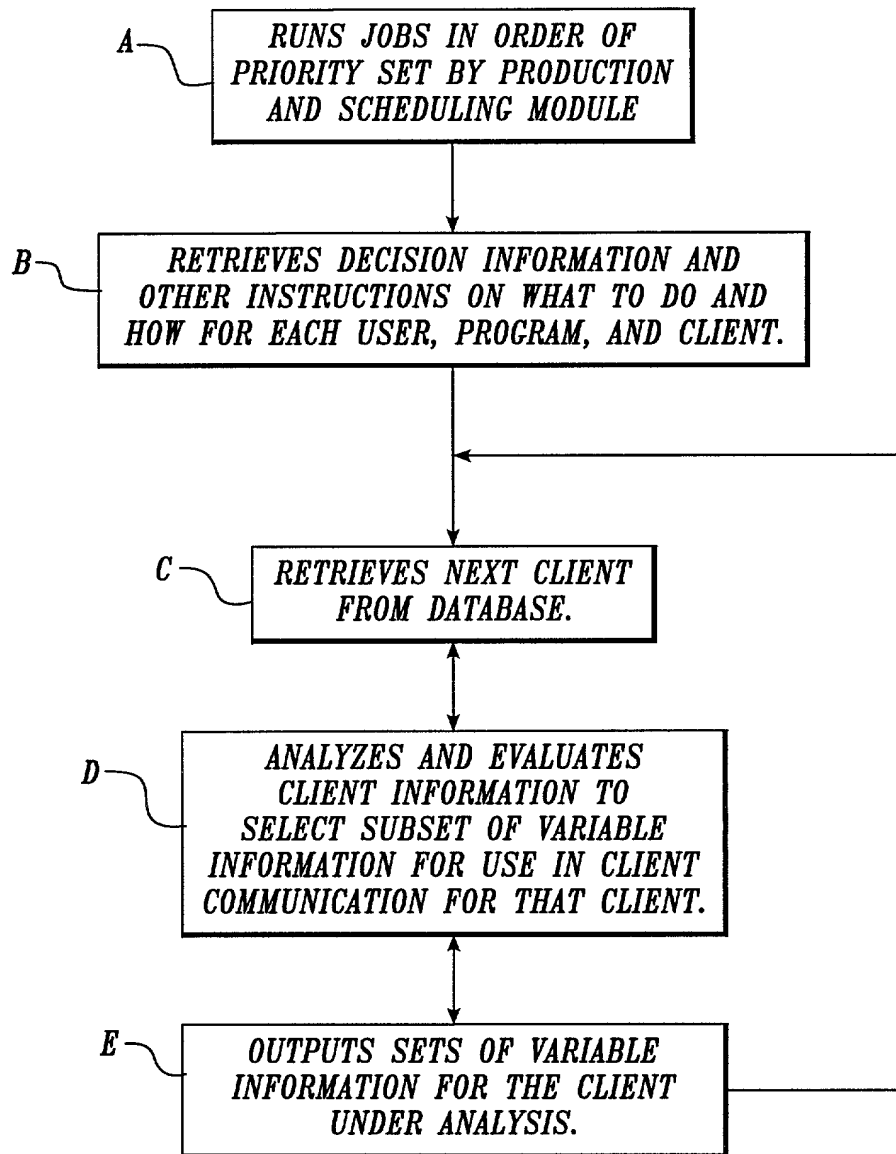 A
RUNS JOBS IN ORDER OF
PRIORITY SET BY PRODUCTION
AND SCHEDULING MODULE
B
RETRIEVES DECISION INFORMATION AND
OTHER INSTRUCTIONS ON WHAT TO DO AND
HOW FOR EACH USER, PROGRAM, AND CLIENT.
C
RETRIEVES NEXT CLIENT
FROM DATABASE.
D
ANALYZES AND EVALUATES
CLIENT INFORMATION TO
SELECT SUBSET OF VARIABLE
INFORMATION FOR USE IN CLIENT
COMMUNICATION FOR THAT CLIENT.
E
OUTPUTS SETS OF VARIABLE
INFORMATION FOR THE CLIENT
UNDER ANALYSIS.